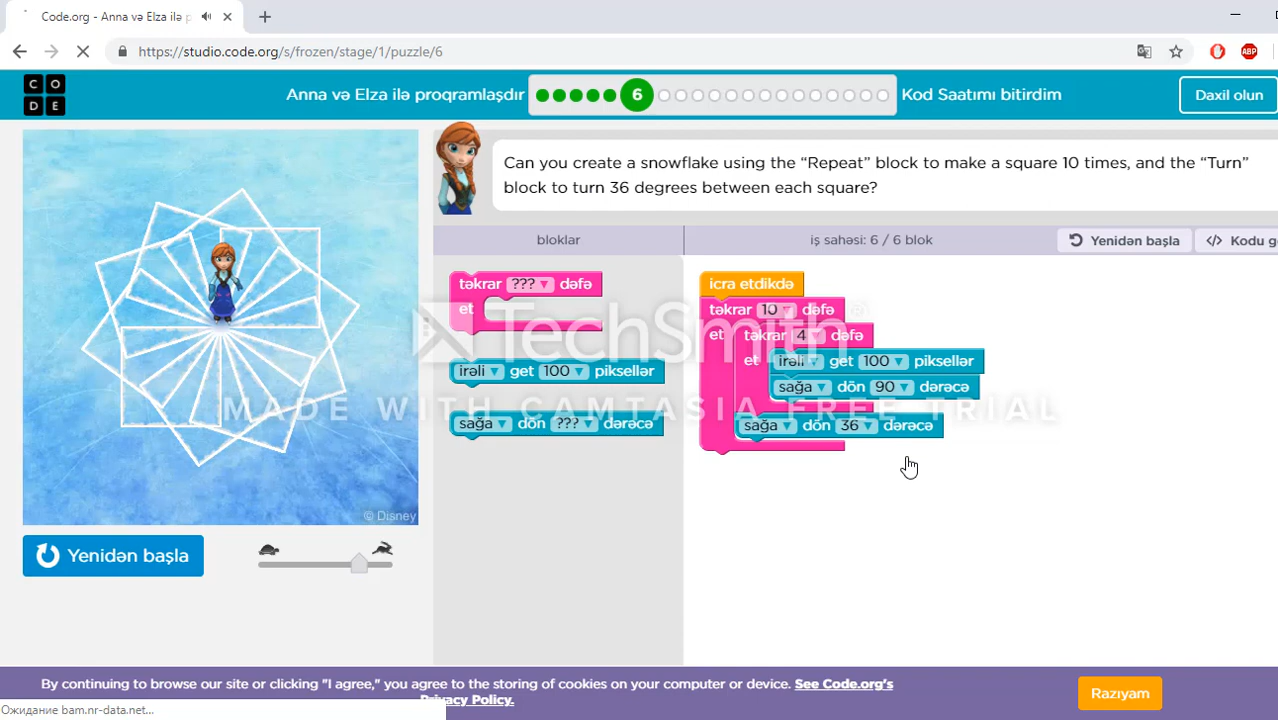 Code.org - Anna və Elza ilə p
https://studio.code.org/s/frozen/stage/1/puzzle/6
ABP
C O
D E
Anna və Elza ilə proqramlaşdır
6
Kod Saatımı bitirdim
Daxil olun
Can you create a snowflake using the “Repeat” block to make a square 10 times, and the “Turn”
block to turn 36 degrees between each square?
bloklar
iş sahəsi: 6 / 6 blok
Yenidən başla
</> Kodu g
təkrar ??? dəfə
et
irəli get 100 piksellər
sağa dön ??? dərəcə
icra etdikdə
təkrar 10 dəfə
et təkrar 4 dəfə
et irəli get 100 piksellər
sağa dön 90 dərəcə
sağa dön 36 dərəcə
TechSmith®
MADE WITH CAMTASIA FREE TRIAL
© Disney
Yenidən başla
By continuing to browse our site or clicking "I agree," you agree to the storing of cookies on your computer or device. See Code.org's
Privacy Policy.
Razıyam
Ожидание bam.nr-data.net...